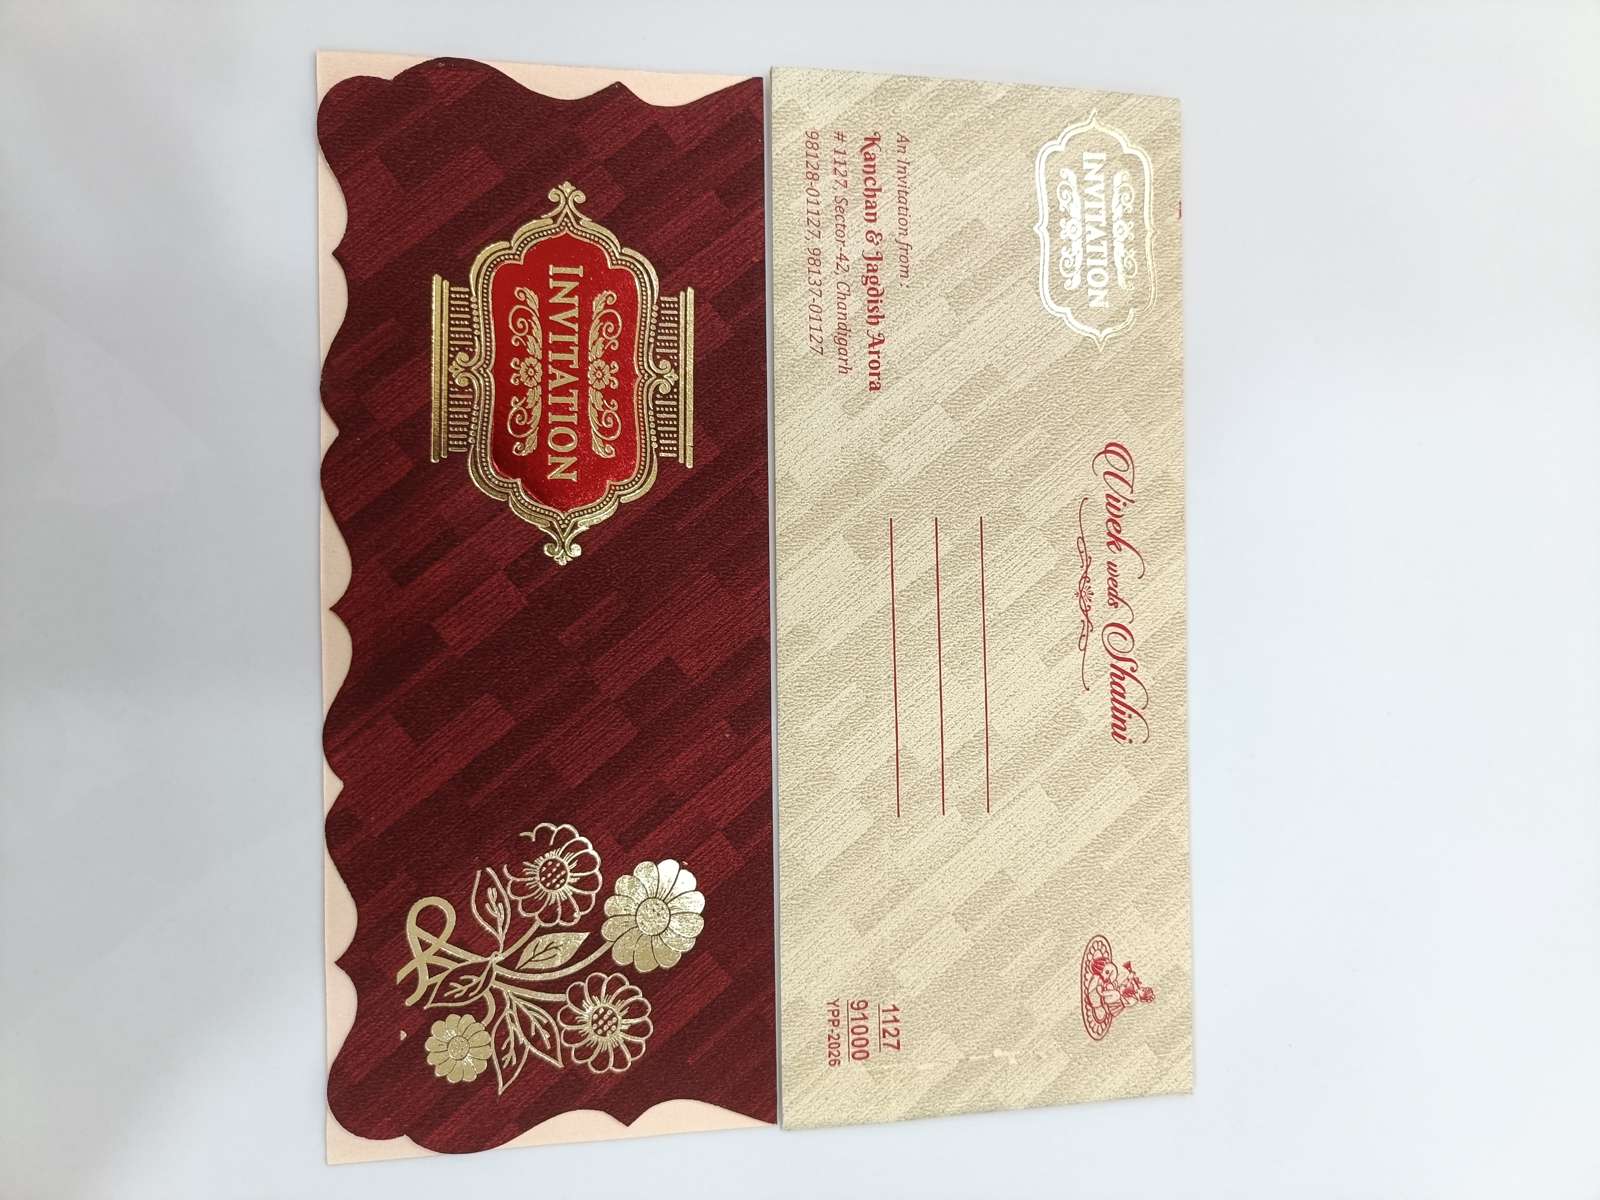 INVITATION
INVITATION
Vivek weds Shalini
An Invitation from :
Kanchan & Jagdish Arora
# 1127, Sector-42, Chandigarh
98128-01127, 98137-01127
1127
91000
YPP-2026